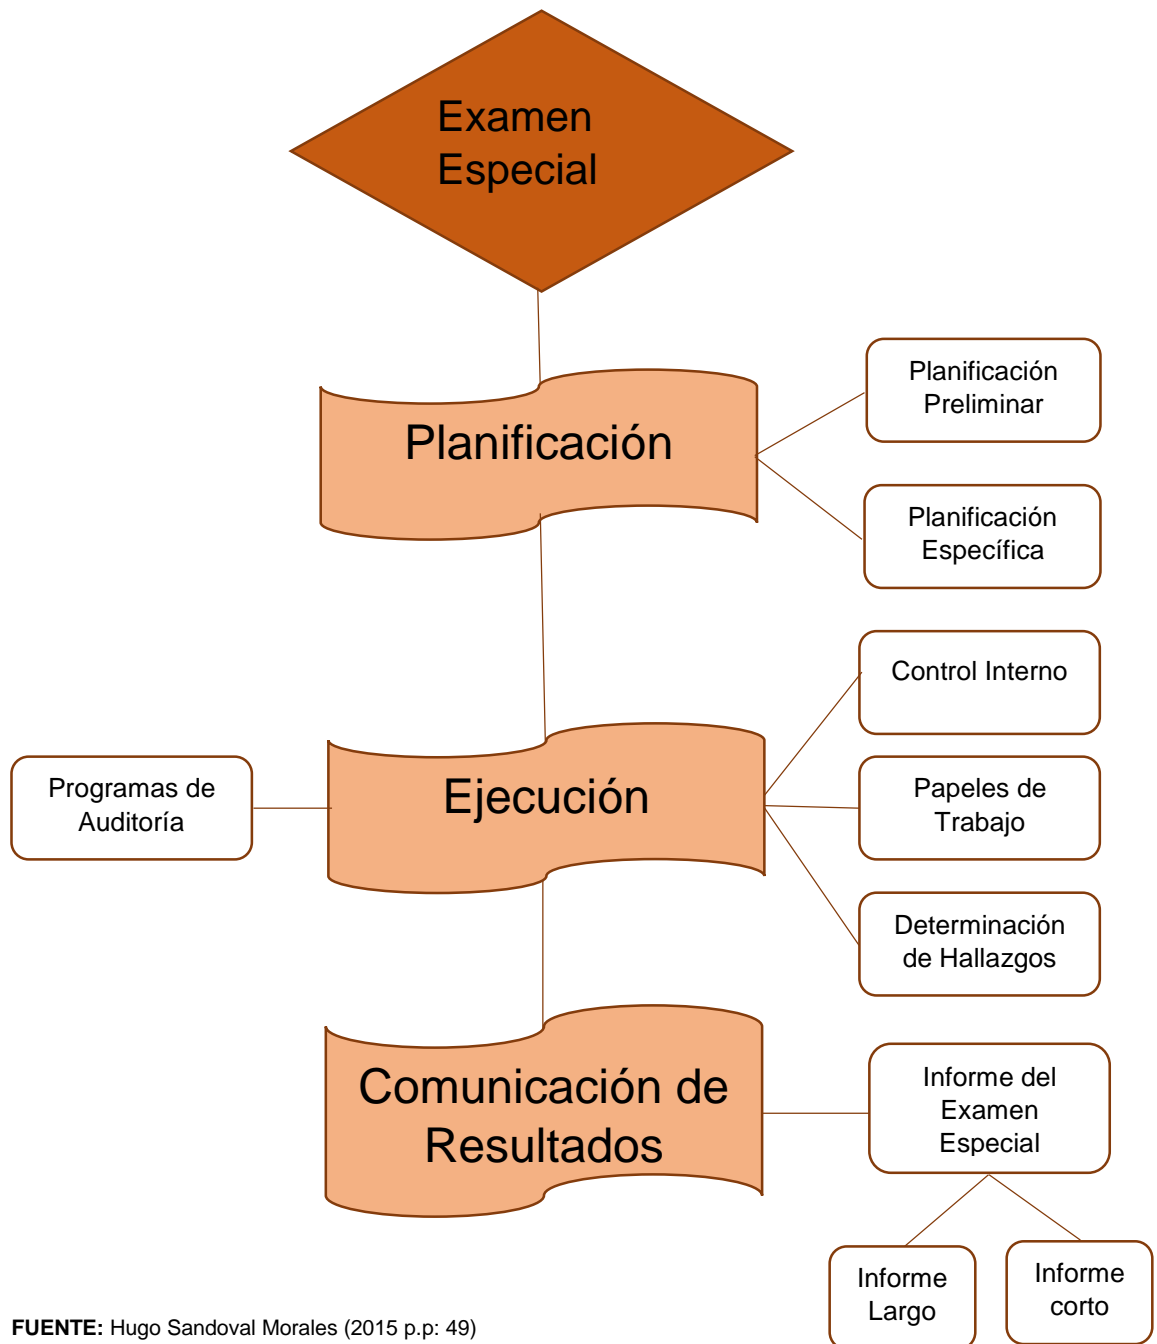 Examen
Especial
Planificación
Planificación
Preliminar
Planificación
Específica
Ejecución
Programas de
Auditoría
Control Interno
Papeles de
Trabajo
Determinación
de Hallazgos
Comunicación de
Resultados
Informe del
Examen
Especial
Informe
Largo
Informe
corto
FUENTE: Hugo Sandoval Morales (2015 p.p: 49)